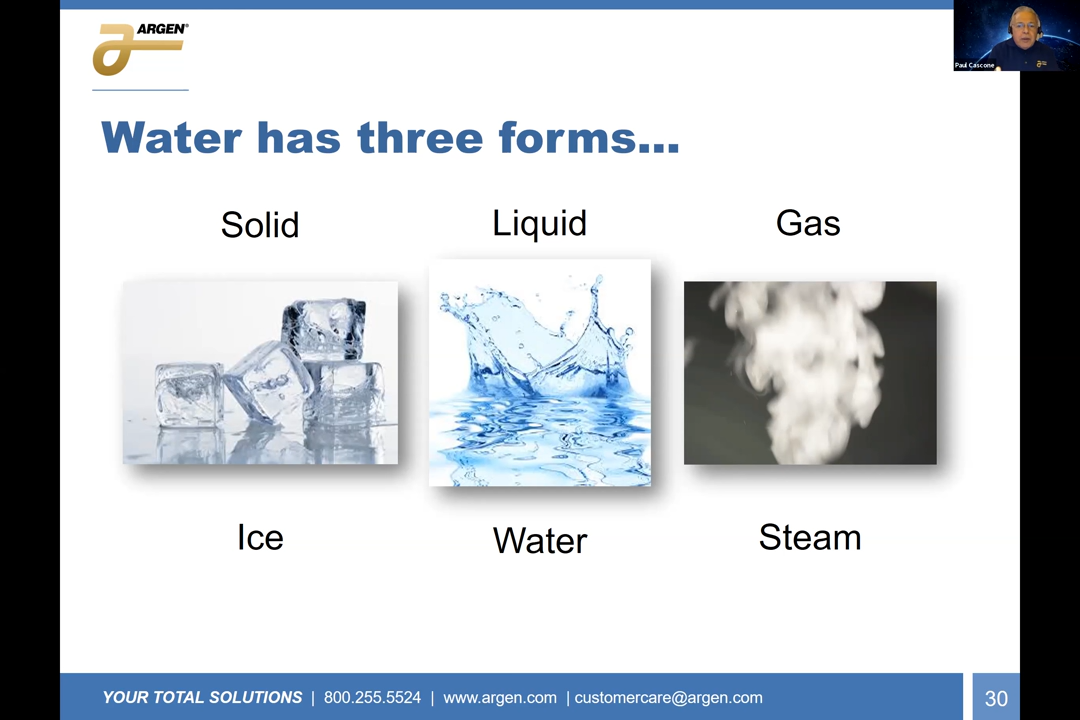 ARGEN®
Paul Cascone
Water has three forms...
Solid
Liquid
Gas
Ice
Water
Steam
YOUR TOTAL SOLUTIONS | 800.255.5524 | www.argen.com | customercare@argen.com
30